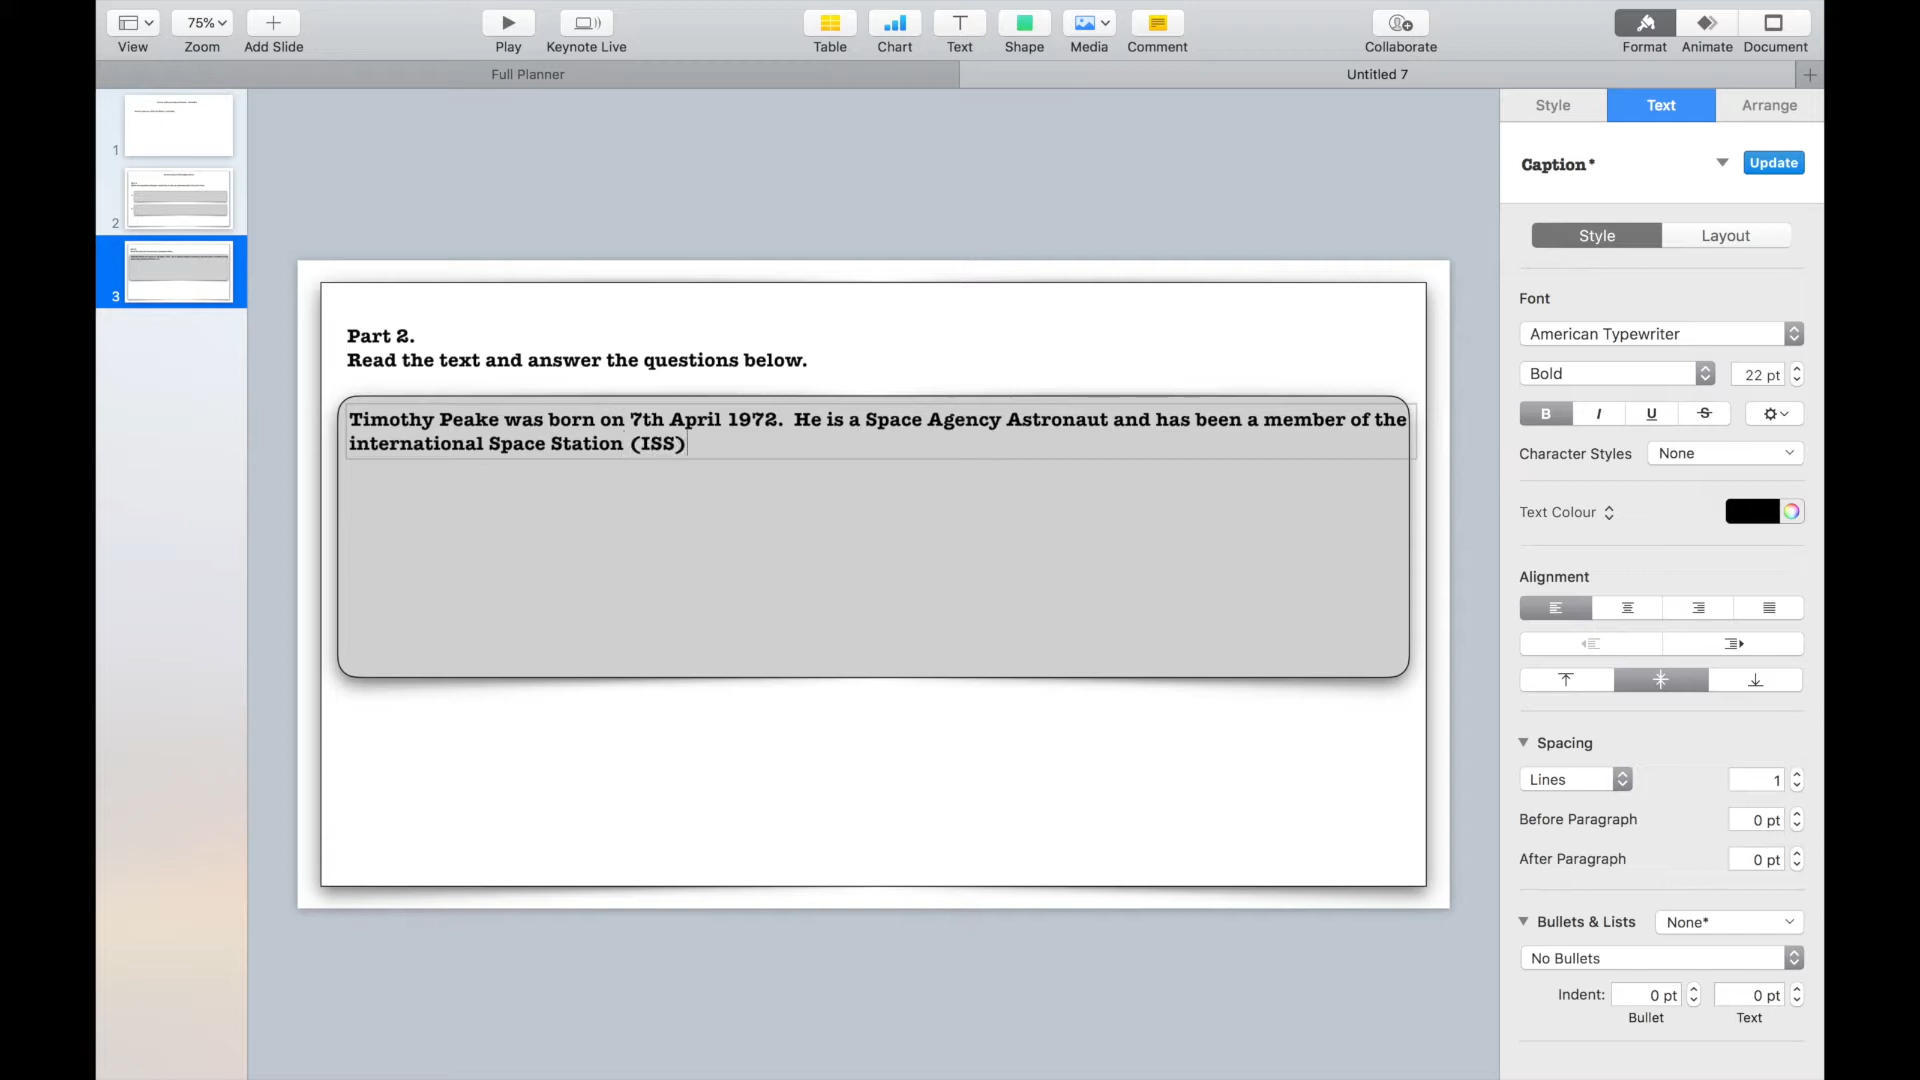 View
75%
Zoom
Add Slide
Play
Keynote Live
Table
Chart
Text
Shape
Media
Comment
Collaborate
Format
Animate
Document
Full Planner
Untitled 7
1
2
3
Part 2.
Read the text and answer the questions below.
Timothy Peake was born on 7th April 1972.  He is a Space Agency Astronaut and has been a member of the
international Space Station (ISS)
Style
Text
Arrange
Caption*
Update
Style
Layout
Font
American Typewriter
Bold
22 pt
B
I
U
S
Character Styles
None
Text Colour
Alignment
Spacing
Lines
1
Before Paragraph
0 pt
After Paragraph
0 pt
Bullets & Lists
None*
No Bullets
Indent:
0 pt
0 pt
Bullet
Text